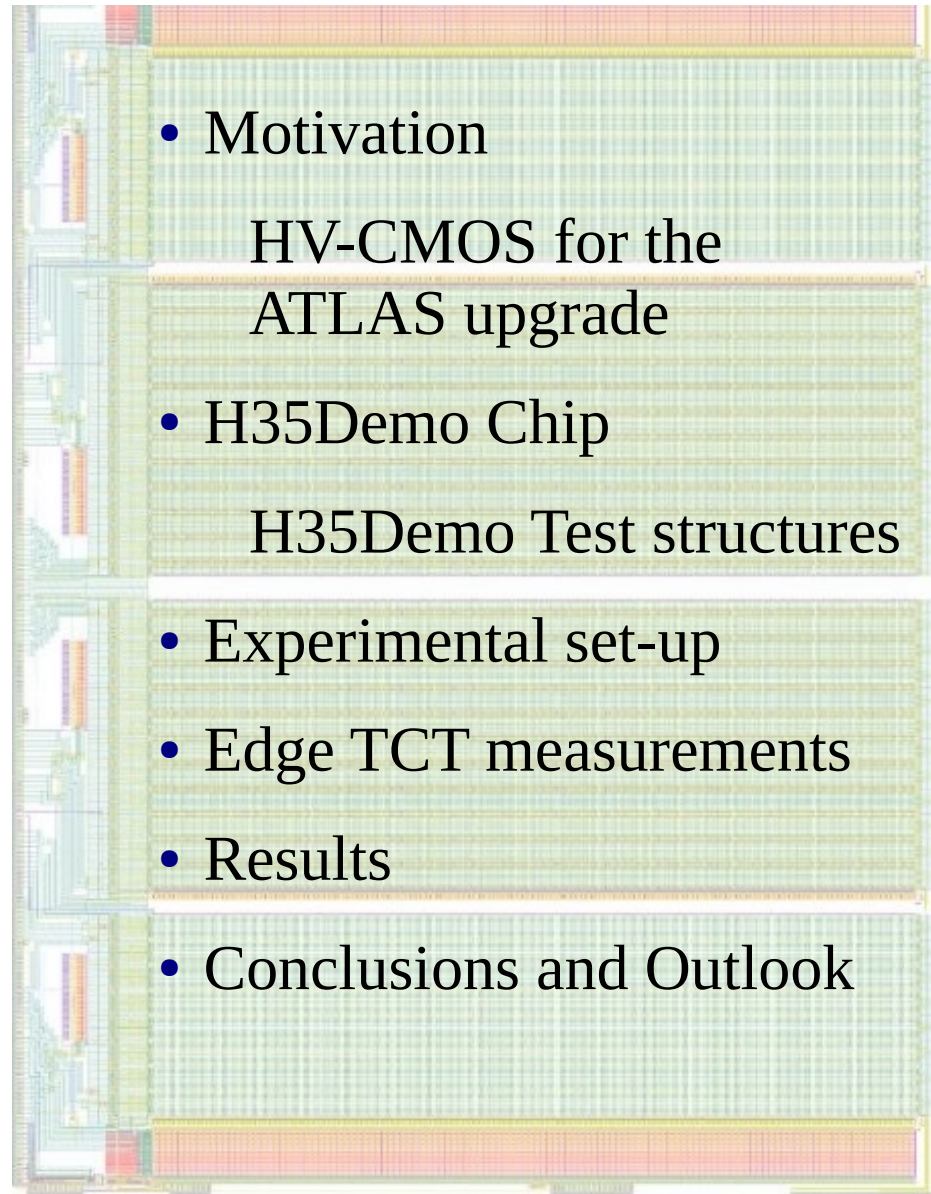 • Motivation
HV-CMOS for the
ATLAS upgrade
• H35Demo Chip
H35Demo Test structures
• Experimental set-up
• Edge TCT measurements
• Results
• Conclusions and Outlook